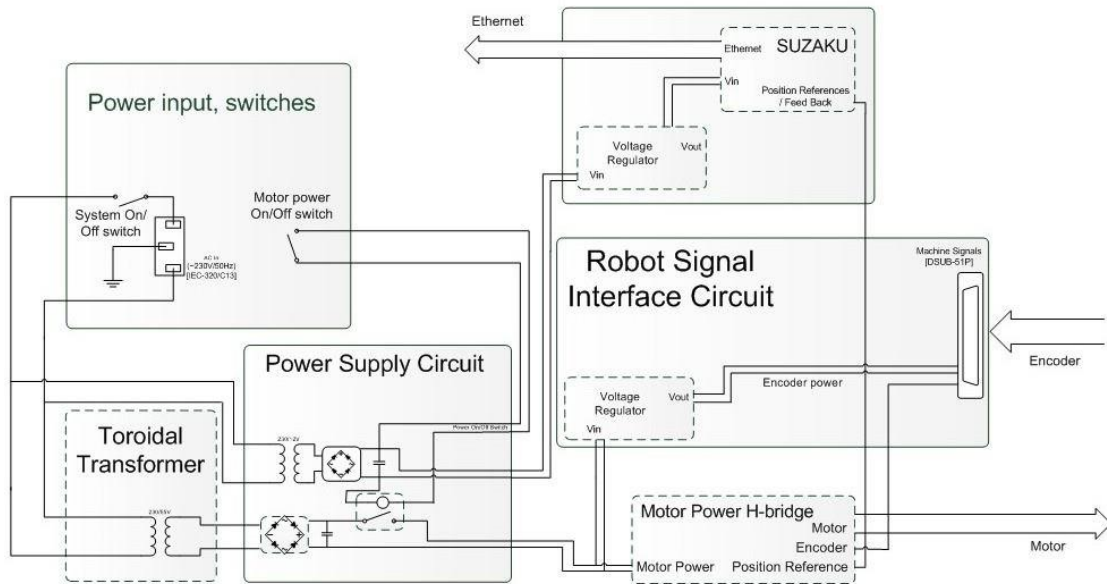 Ethernet
Ethernet
SUZAKU
Vin
Position References
/ Feed Back
Voltage
Regulator
Vout
Vin
Power input, switches
System On/
Off switch
Motor power
On/Off switch
AC In
(~230V/50Hz)
[IEC-320/C13]
Robot Signal
Interface Circuit
Machine Signals
[DSUB-51P]
Encoder
Encoder power
Voltage
Regulator
Vout
Vin
Power Supply Circuit
Power On/Off Switch
Toroidal
Transformer
Motor Power H-bridge
Motor
Encoder
Motor Power
Position Reference
Motor